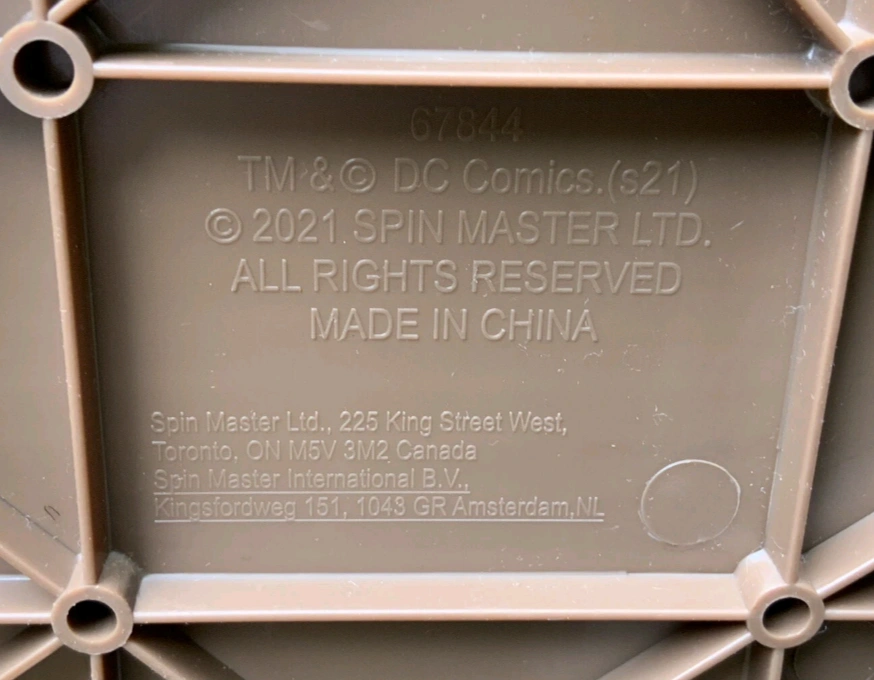 67844
TM & © DC Comics.(s21)
© 2021 SPIN MASTER LTD.
ALL RIGHTS RESERVED
MADE IN CHINA
Spin Master Ltd., 225 King Street West,
Toronto, ON M5V 3M2 Canada
Spin Master International B.V.,
Kingsfordweg 151, 1043 GR Amsterdam,NL